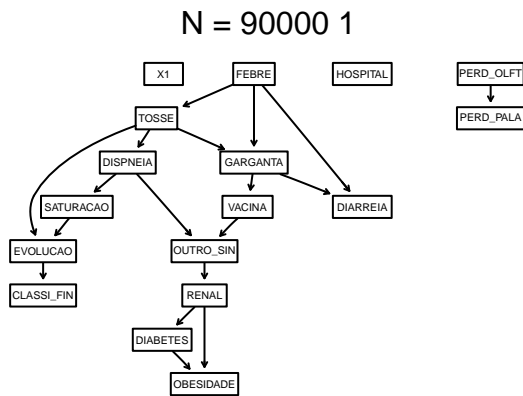 N = 90000 1
X1 FEBRE HOSPITAL PERD_OLFT
TOSSE PERD_PALA
DISPNEIA GARGANTA
SATURACAO VACINA DIARREIA
EVOLUCAO OUTRO_SIN
CLASSI_FIN RENAL
DIABETES
OBESIDADE